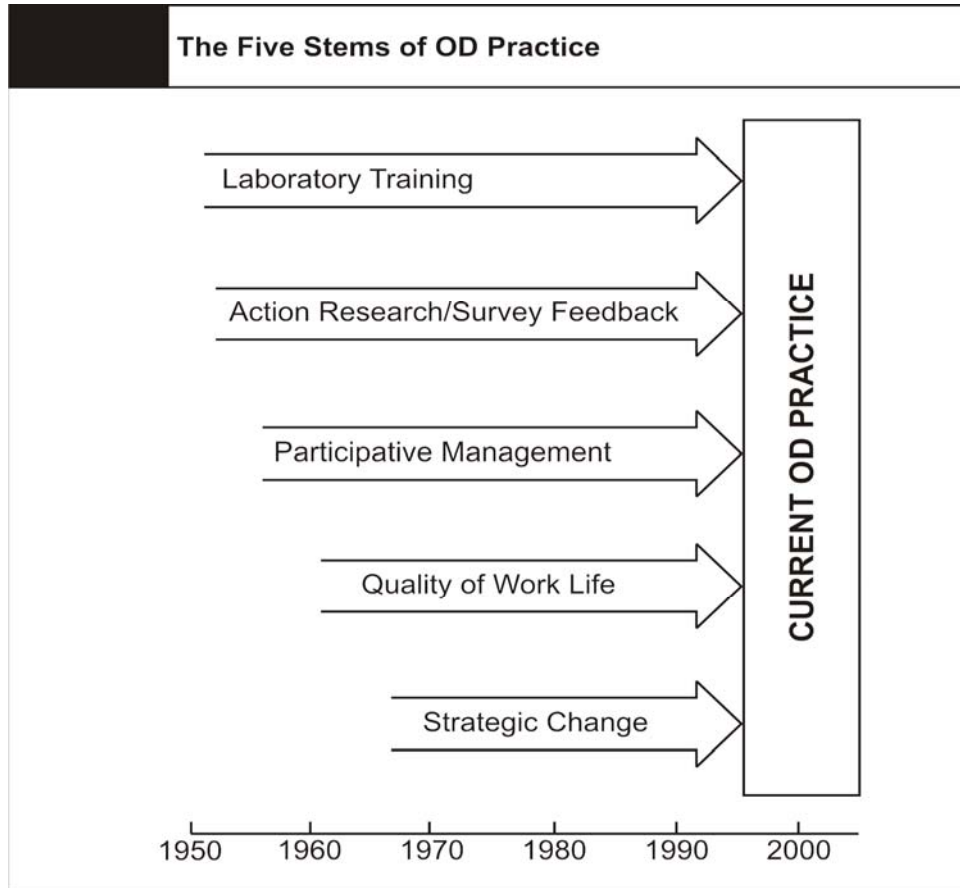 The Five Stems of OD Practice
Laboratory Training
Action Research/Survey Feedback
Participative Management
Quality of Work Life
Strategic Change
CURRENT OD PRACTICE
1950 1960 1970 1980 1990 2000